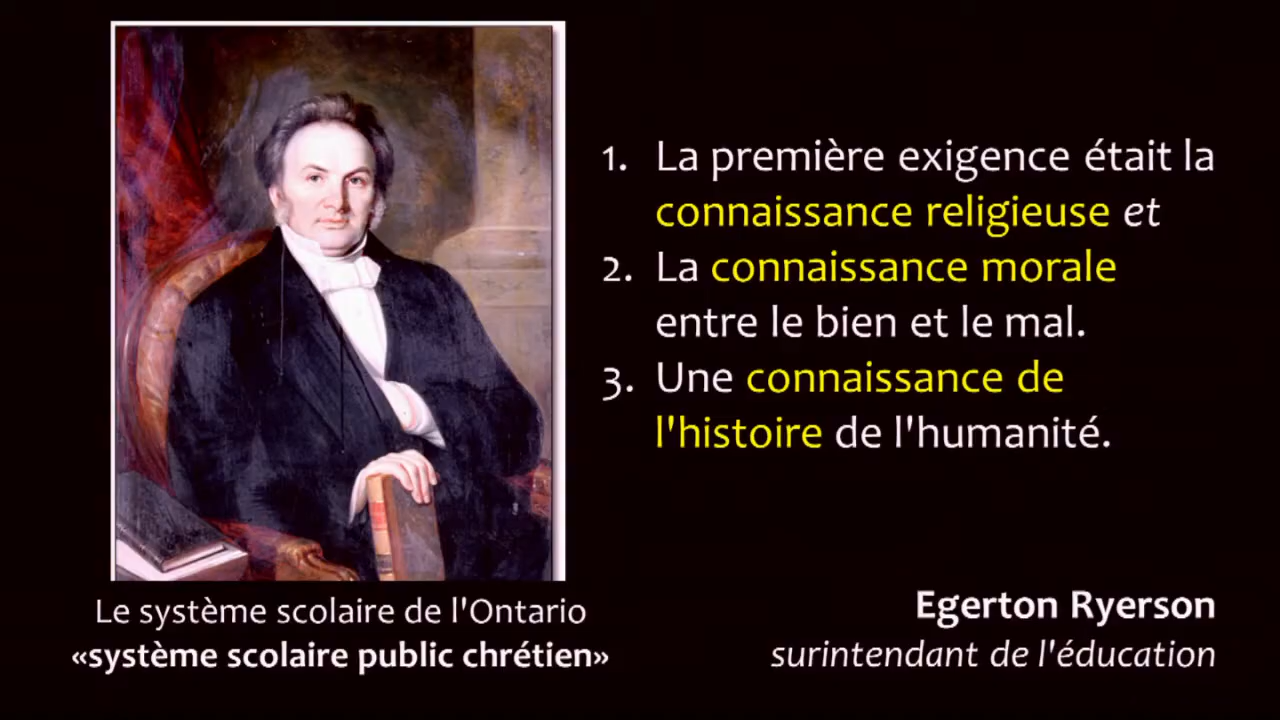 1. La première exigence était la
connaissance religieuse et
2. La connaissance morale
entre le bien et le mal.
3. Une connaissance de
l'histoire de l'humanité.
Le système scolaire de l'Ontario
«système scolaire public chrétien»
Egerton Ryerson
surintendant de l'éducation